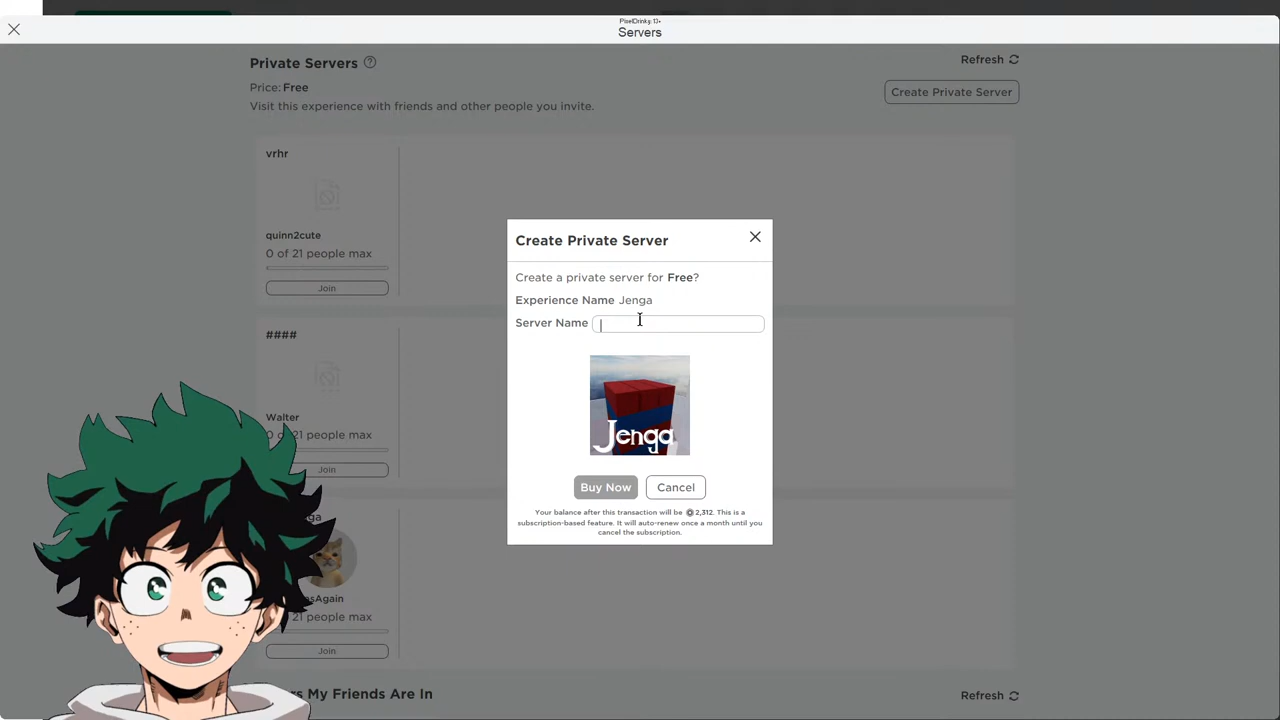 PixelDrinky: 13+
Servers
Private Servers
Refresh
Price: Free
Create Private Server
Visit this experience with friends and other people you invite.
vrhr
quinn2cute
0 of 21 people max
Join
####
Walter
0 of 21 people max
Join
21 people max
Join
Create Private Server
Create a private server for Free?
Experience Name Jenga
Server Name
Jenga
Buy Now
Cancel
Your balance after this transaction will be 2,312. This is a
subscription-based feature. It will auto-renew once a month until you
cancel the subscription.
My Friends Are In
Refresh